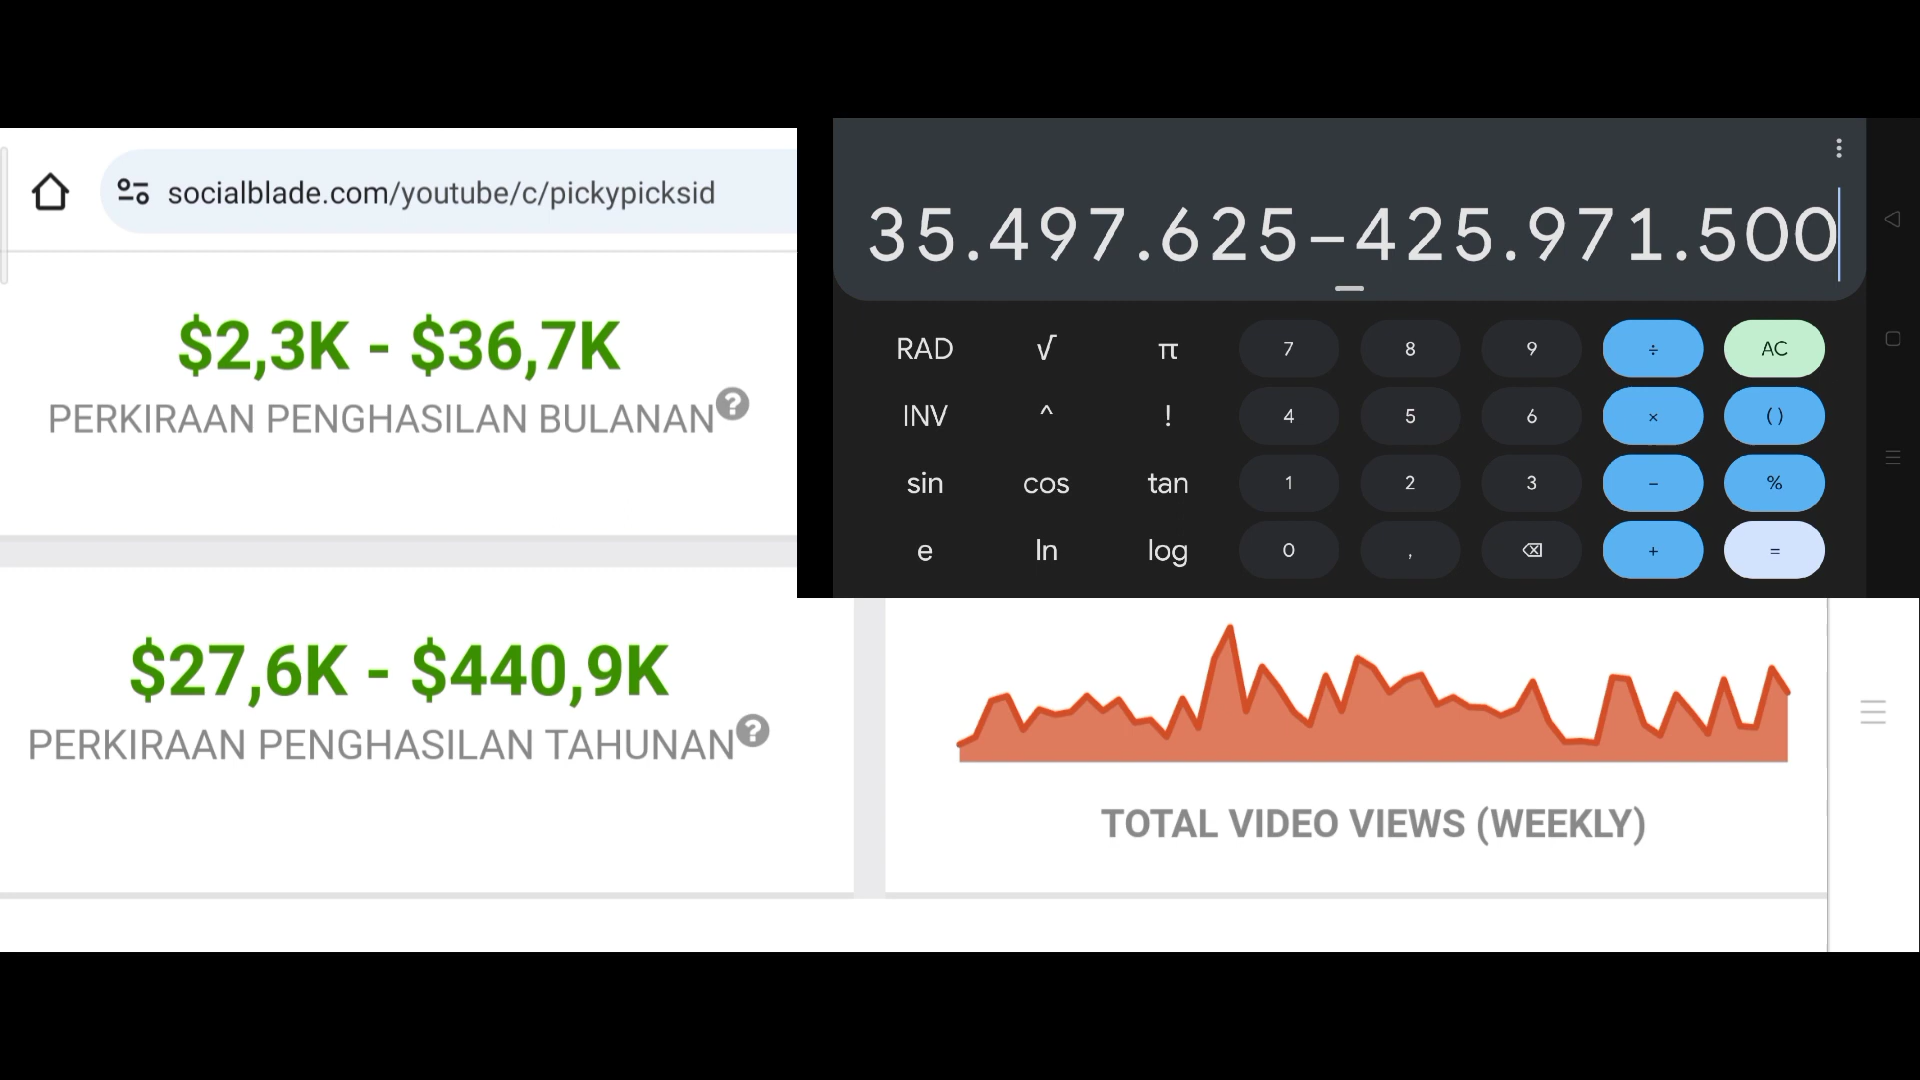 socialblade.com/youtube/c/pickypicksid
$2,3K - $36,7K
PERKIRAAN PENGHASILAN BULANAN?
$27,6K - $440,9K
PERKIRAAN PENGHASILAN TAHUNAN?
35.497.625–425.971.500
RAD √ π 7 8 9 ÷ AC
INV ^ ! 4 5 6 × ()
sin cos tan 1 2 3 – %
e ln log 0 , + =
TOTAL VIDEO VIEWS (WEEKLY)